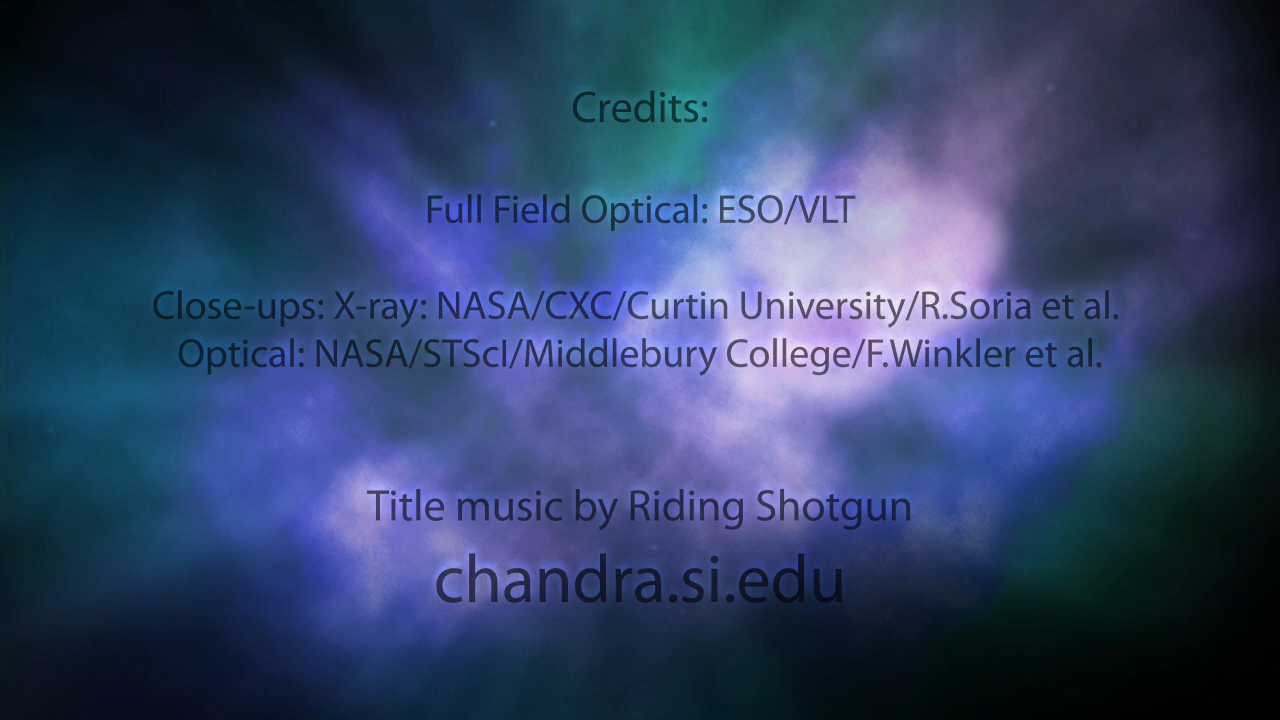 Credits:
Full Field Optical: ESO/VLT
Close-ups: X-ray: NASA/CXC/Curtin University/R.Soria et al.
Optical: NASA/STScI/Middlebury College/F.Winkler et al.
Title music by Riding Shotgun
chandra.si.edu